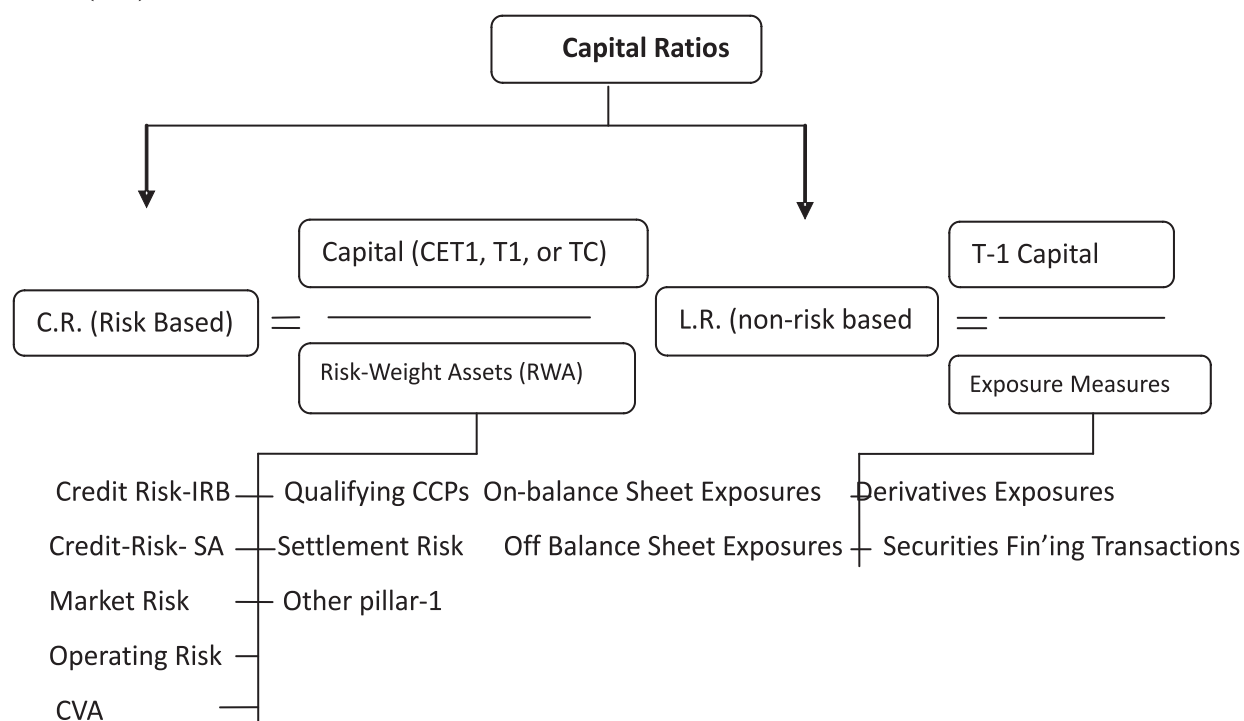 Capital Ratios
Capital (CET1, T1, or TC)
T-1 Capital
C.R. (Risk Based)
L.R. (non-risk based
Risk-Weight Assets (RWA)
Exposure Measures
Credit Risk-IRB
Qualifying CCPs
On-balance Sheet Exposures
Derivatives Exposures
Credit-Risk- SA
Settlement Risk
Off Balance Sheet Exposures
Securities Fin’ing Transactions
Market Risk
Other pillar-1
Operating Risk
CVA